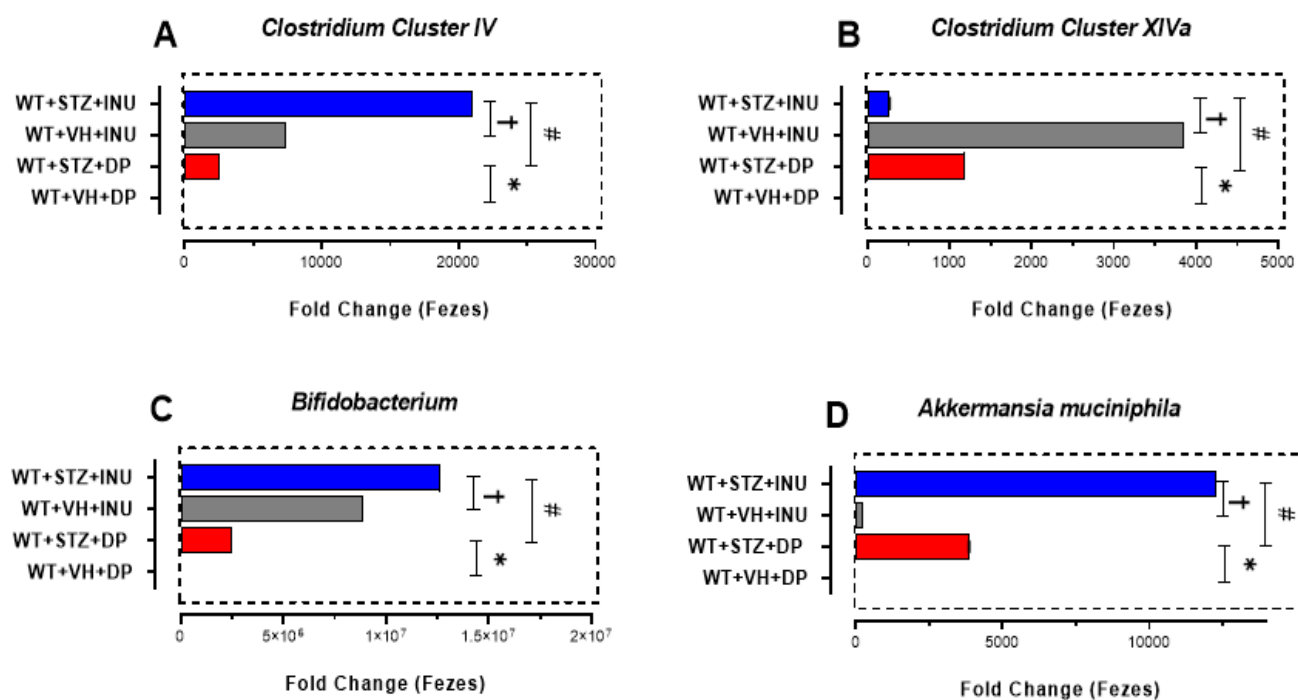 A Clostridium Cluster IV
WT+STZ+INU
WT+VH+INU
WT+STZ+DP
WT+VH+DP
+
#
*
0 10000 20000 30000
Fold Change (Fezes)
B Clostridium Cluster XIVa
WT+STZ+INU
WT+VH+INU
WT+STZ+DP
WT+VH+DP
+
#
*
0 1000 2000 3000 4000 5000
Fold Change (Fezes)
C Bifidobacterium
WT+STZ+INU
WT+VH+INU
WT+STZ+DP
WT+VH+DP
+
#
*
0 5×10⁶ 1×10⁷ 1.5×10⁷ 2×10⁷
Fold Change (Fezes)
D Akkermansia muciniphila
WT+STZ+INU
WT+VH+INU
WT+STZ+DP
WT+VH+DP
+
#
*
0 5000 10000
Fold Change (Fezes)